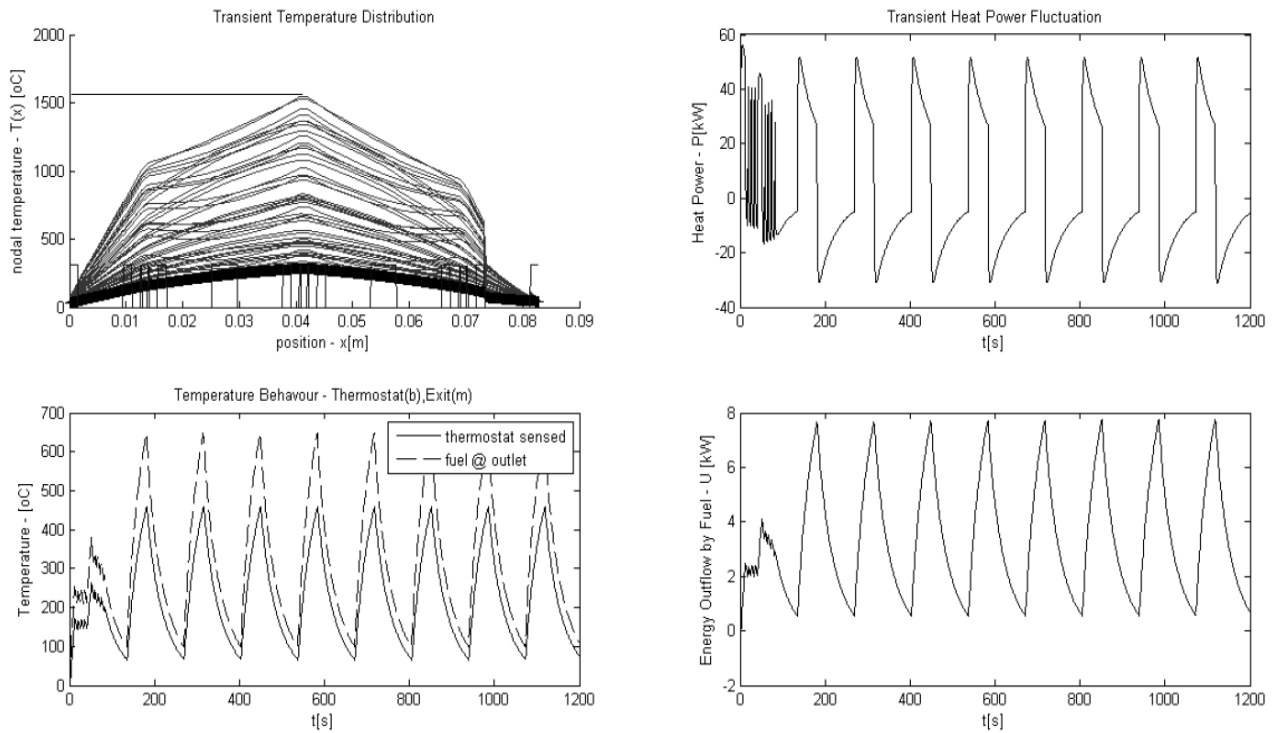 Transient Temperature Distribution
2000
1500
1000
500
0
nodal temperature - T(x) [oC]
0 0.01 0.02 0.03 0.04 0.05 0.06 0.07 0.08 0.09
position - x[m]
Transient Heat Power Fluctuation
60
40
20
0
-20
-40
Heat Power - P[kW]
0 200 400 600 800 1000 1200
t[s]
Temperature Behavour - Thermostat(b),Exit(m)
700
600
500
400
300
200
100
0
Temperature - [oC]
thermostat sensed
fuel @ outlet
0 200 400 600 800 1000 1200
t[s]
8
6
4
2
0
-2
Energy Outflow by Fuel - U [kW]
0 200 400 600 800 1000 1200
t[s]